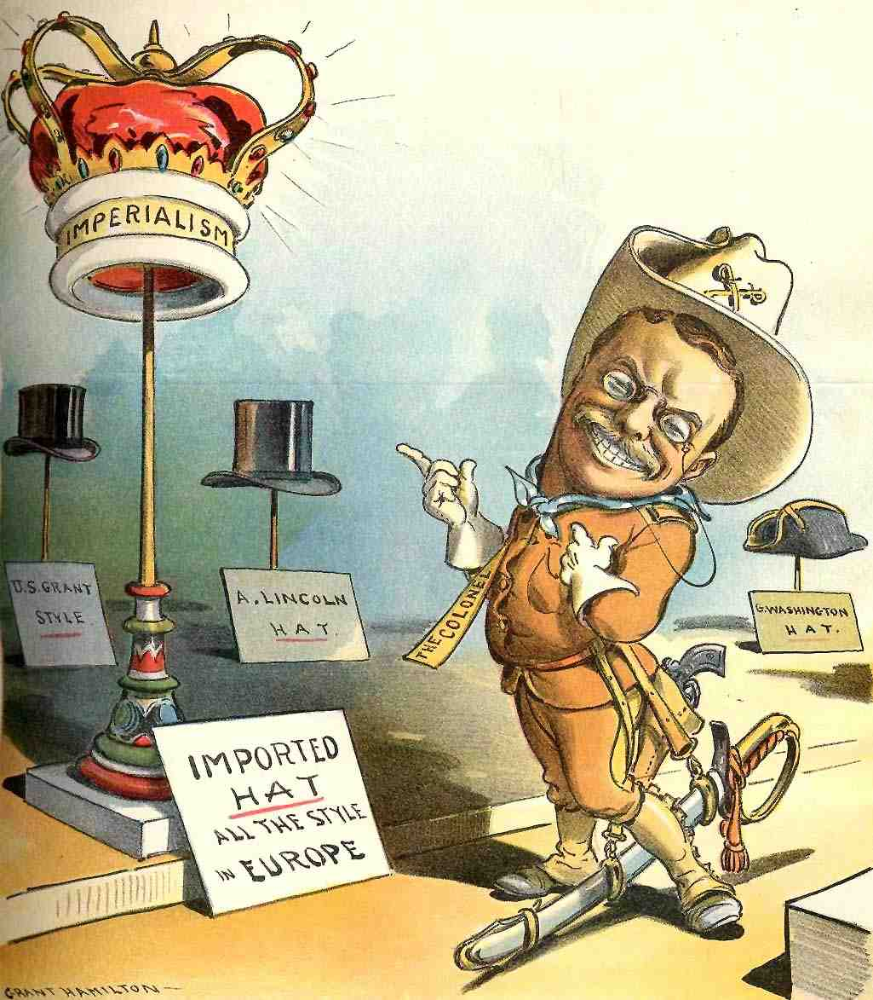 IMPERIALISM
U.S. GRANT
STYLE.
A. LINCOLN
HAT.
THE COLONEL
G. WASHINGTON
HAT.
IMPORTED
HAT
ALL THE STYLE
IN EUROPE
GRANT HAMILTON—